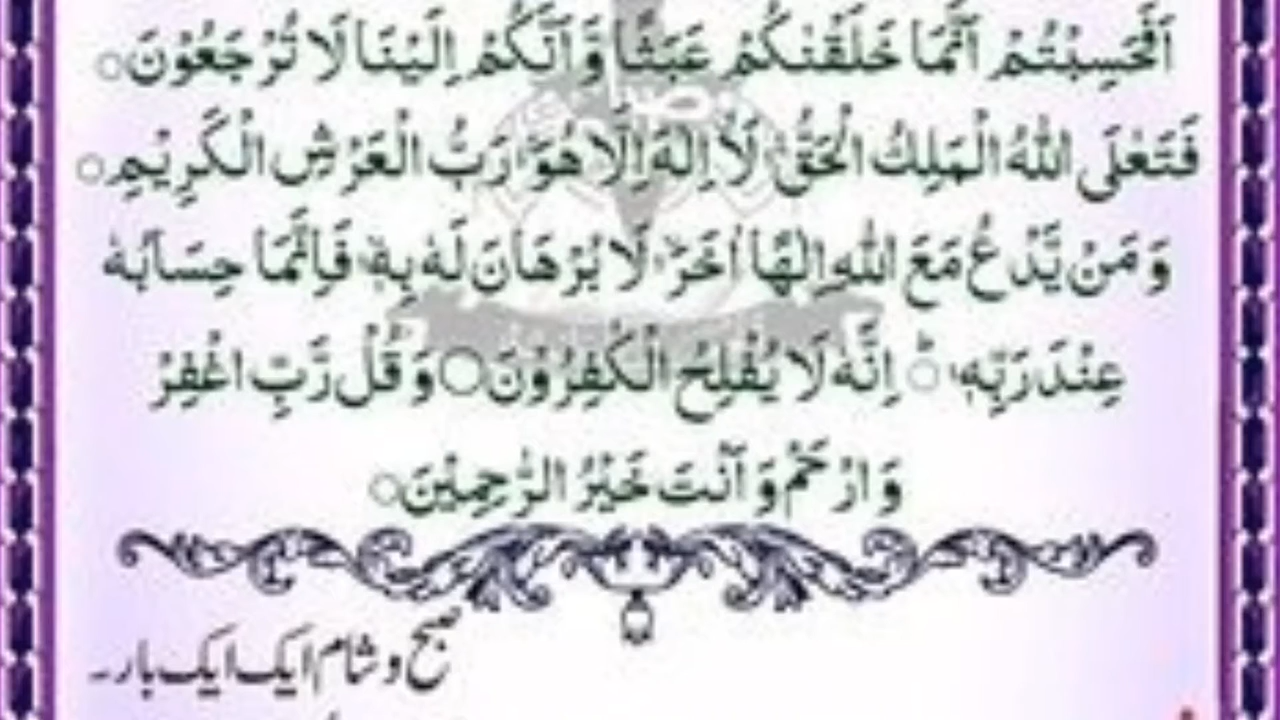 اَفَحَسِبْتُمْ اَنَّمَا خَلَقْنٰكُمْ عَبَثًا وَّاَنَّكُمْ اِلَيْنَا لَا تُرْجَعُوْنَ○
فَتَعٰلَى اللّٰهُ الْمَلِكُ الْحَقُّ ۚ لَاۤ اِلٰهَ اِلَّا هُوَ ۚ رَبُّ الْعَرْشِ الْكَرِيْمِ○
وَمَنْ يَّدْعُ مَعَ اللّٰهِ اِلٰهًا اٰخَرَ ۙ لَا بُرْهَانَ لَهٗ بِهٖ ۙ فَاِنَّمَا حِسَابُهٗ
عِنْدَ رَبِّهٖ ؕ اِنَّهٗ لَا يُفْلِحُ الْكٰفِرُوْنَ○ وَقُلْ رَّبِّ اغْفِرْ
وَارْحَمْ وَاَنْتَ خَيْرُ الرّٰحِمِيْنَ○
صبح و شام ایک ایک بار۔